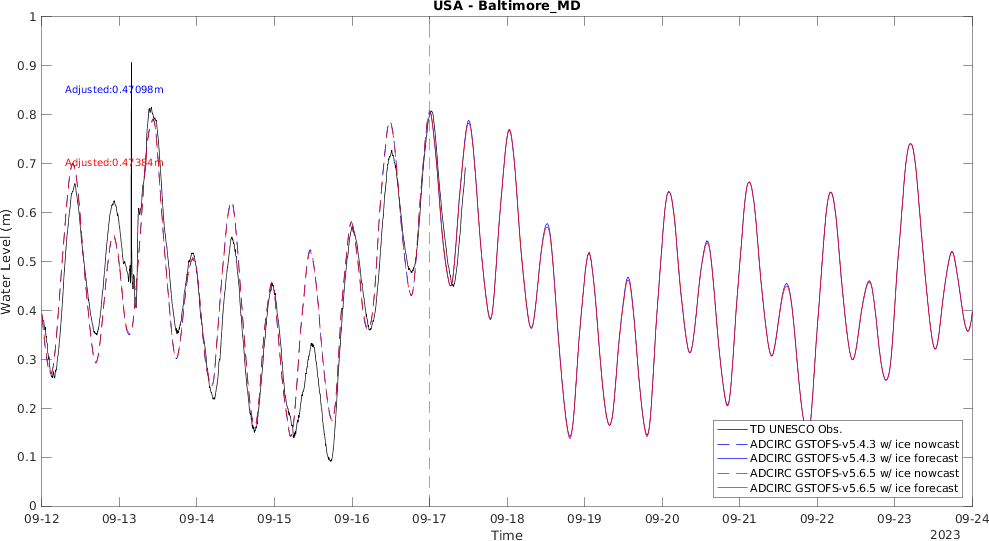 USA - Baltimore_MD
1
0.9
Adjusted:0.47098m
0.8
0.7
Adjusted:0.47384m
0.6
0.5
0.4
0.3
0.2
0.1
0
Water Level (m)
TD UNESCO Obs.
ADCIRC GSTOFS-v5.4.3 w/ ice nowcast
ADCIRC GSTOFS-v5.4.3 w/ ice forecast
ADCIRC GSTOFS-v5.6.5 w/ ice nowcast
ADCIRC GSTOFS-v5.6.5 w/ ice forecast
09-12 09-13 09-14 09-15 09-16 09-17 09-18 09-19 09-20 09-21 09-22 09-23 09-24
Time
2023